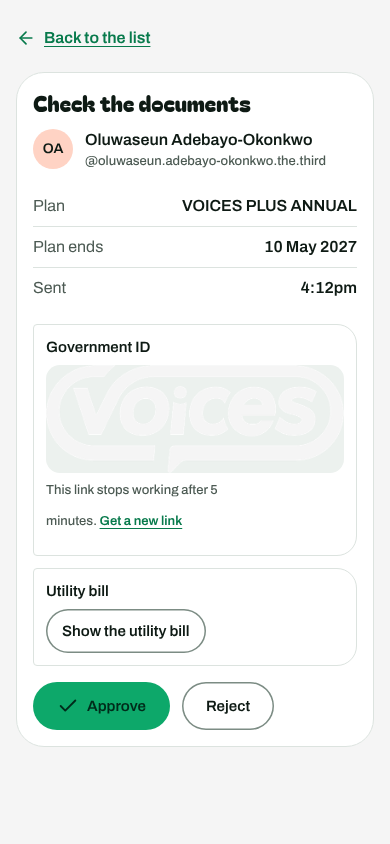 Back to the list
Check the documents
OA
Oluwaseun Adebayo-Okonkwo
@oluwaseun.adebayo-okonkwo.the.third
Plan VOICES PLUS ANNUAL
Plan ends 10 May 2027
Sent 4:12pm
Government ID
Voices
This link stops working after 5
minutes. Get a new link
Utility bill
Show the utility bill
Approve Reject